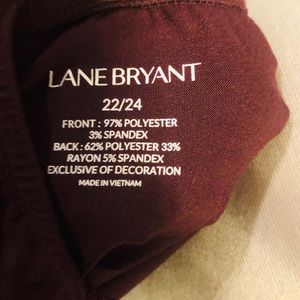 LANE BRYANT
22/24
FRONT : 97% POLYESTER
3% SPANDEX
BACK : 62% POLYESTER 33%
RAYON 5% SPANDEX
EXCLUSIVE OF DECORATION
MADE IN VIETNAM